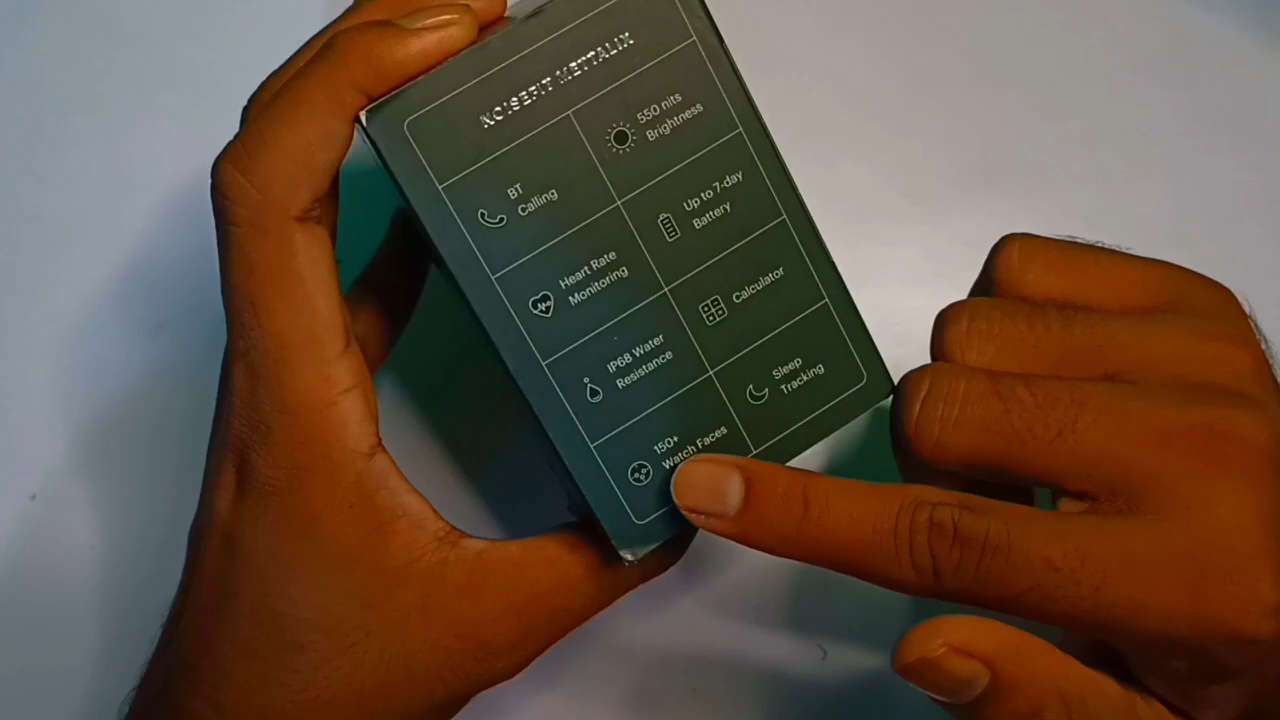 NOISEFIT METTALIX
550 nits
Brightness
BT
Calling
Up to 7-day
Battery
Heart Rate
Monitoring
Calculator
IP68 Water
Resistance
Sleep
Tracking
150+
Watch Faces